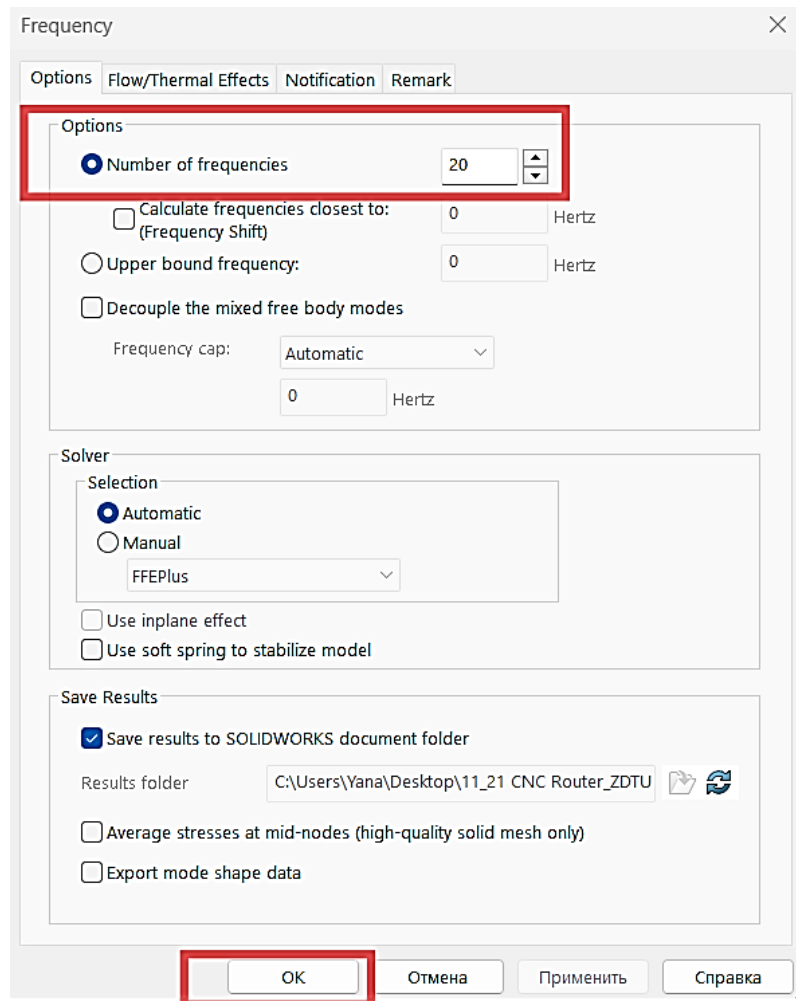 Frequency
Options Flow/Thermal Effects Notification Remark
Options
Number of frequencies 20
Calculate frequencies closest to: 0 Hertz
(Frequency Shift)
Upper bound frequency: 0 Hertz
Decouple the mixed free body modes
Frequency cap: Automatic
0 Hertz
Solver
Selection
Automatic
Manual
FFEPlus
Use inplane effect
Use soft spring to stabilize model
Save Results
Save results to SOLIDWORKS document folder
Results folder C:\Users\Yana\Desktop\11_21 CNC Router_ZDTU
Average stresses at mid-nodes (high-quality solid mesh only)
Export mode shape data
OK Отмена Применить Справка